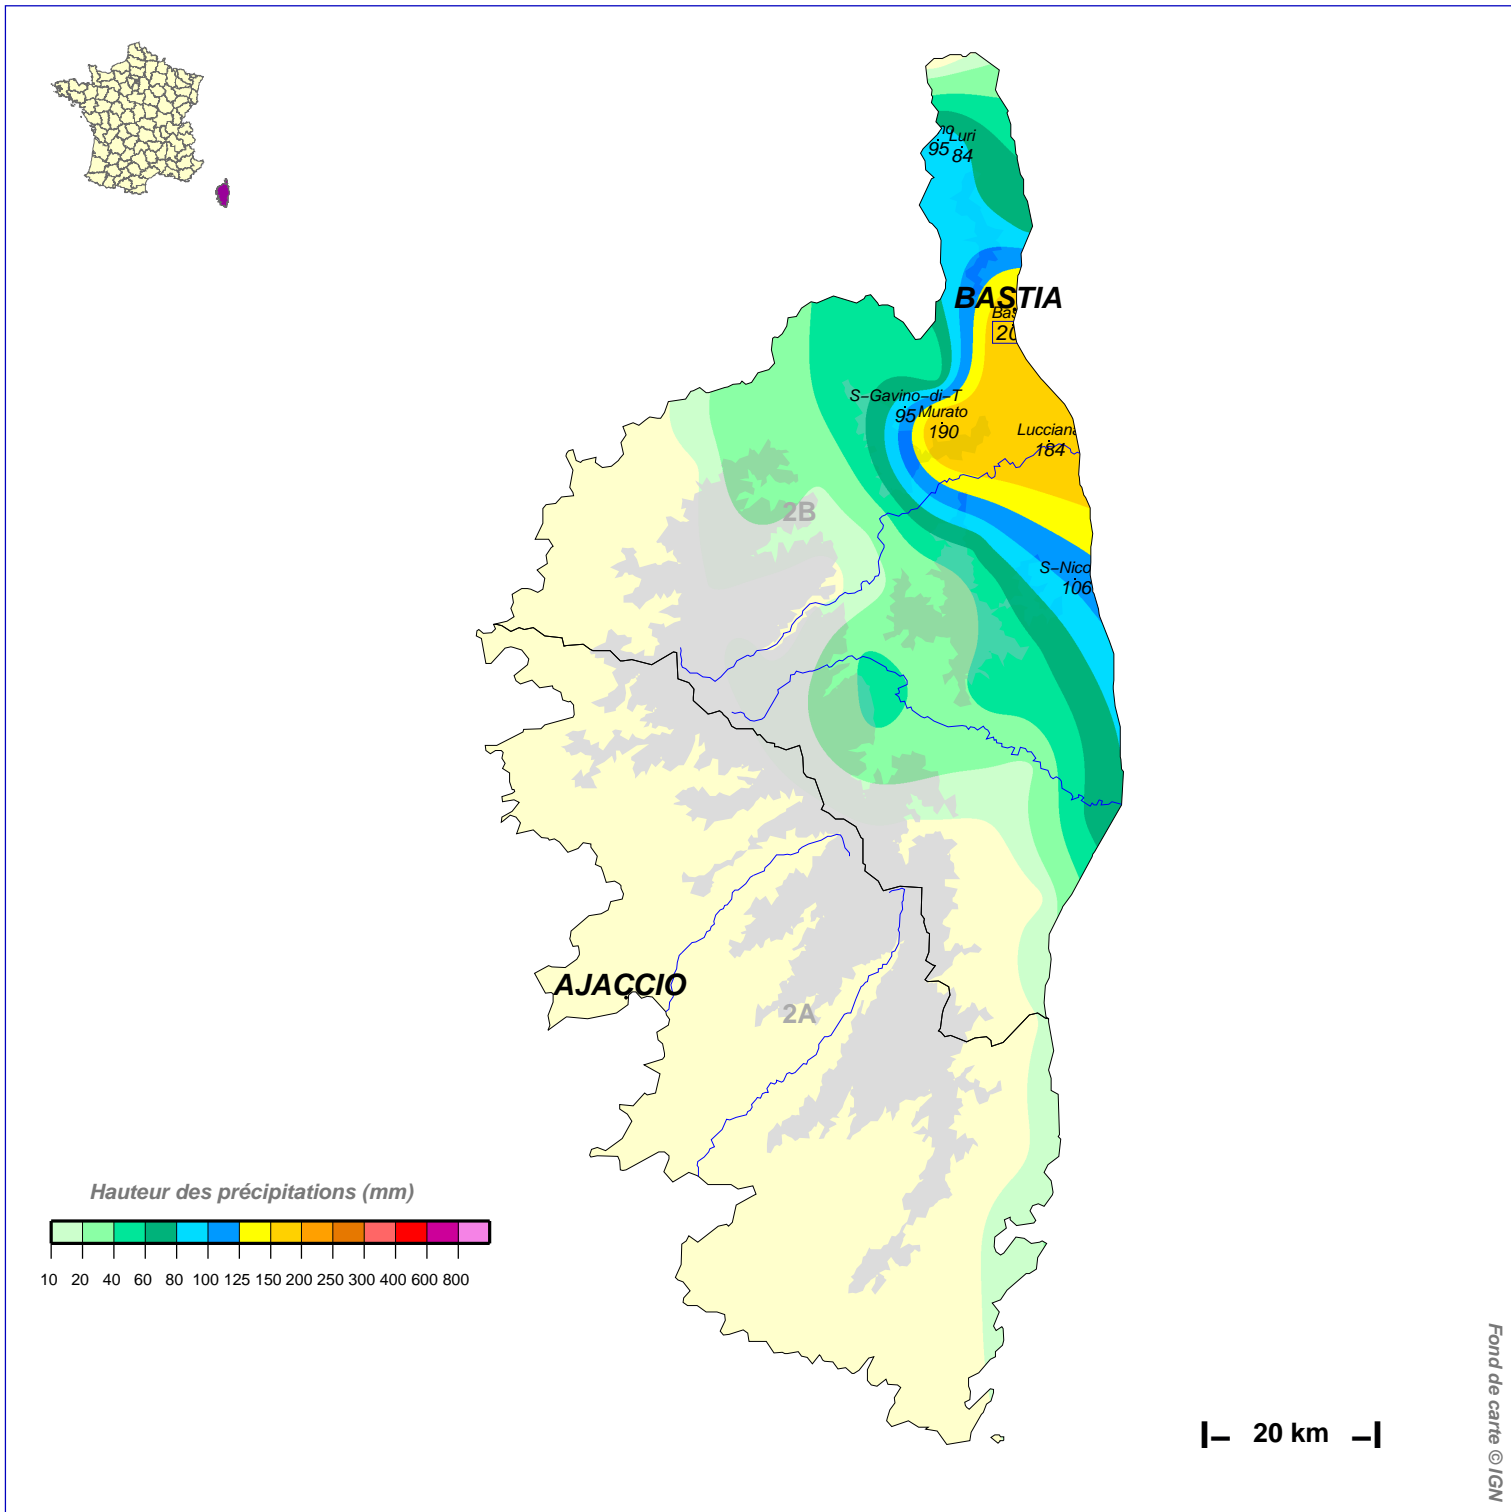 Luri
95 84
BASTIA
S-Gavino-di-T
95 Murato
190
184
2B
106
AJACCIO
2A
Hauteur des précipitations (mm)
10 20 40 60 80 100 125 150 200 250 300 400 600 800
20 km
Fond de carte © IGN